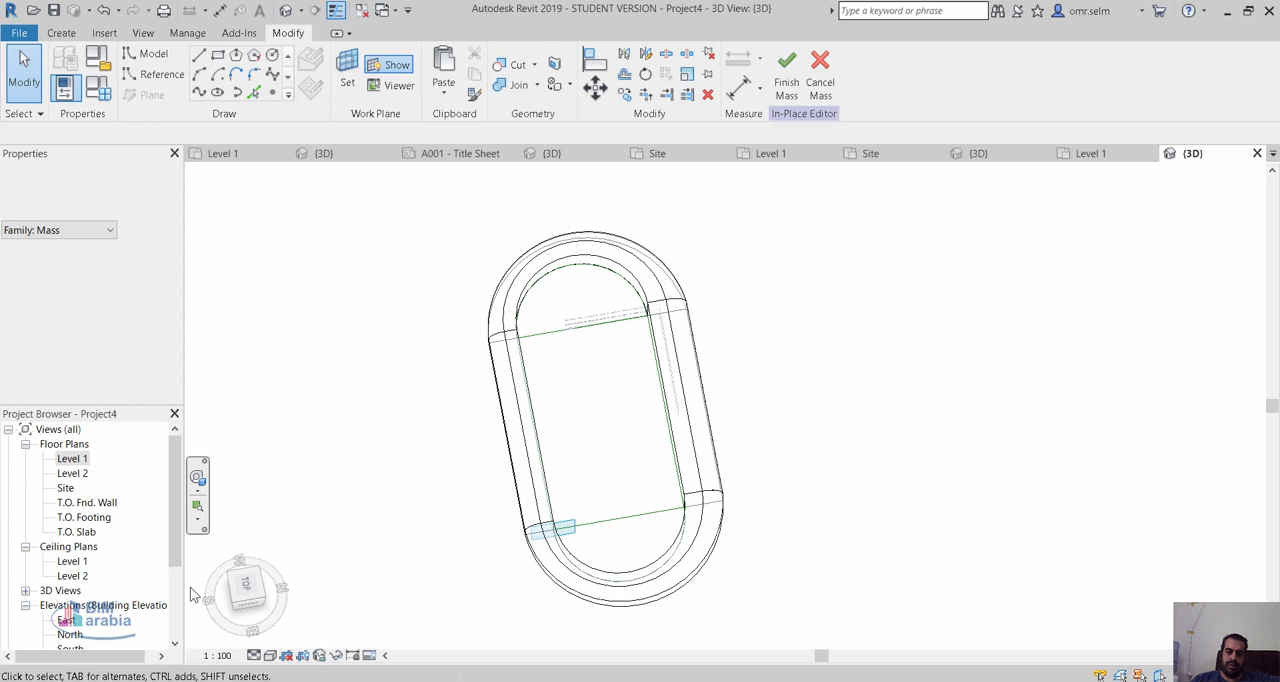 Autodesk Revit 2019 - STUDENT VERSION - Project4 - 3D View: {3D}
Type a keyword or phrase
omr.selm
File Create Insert View Manage Add-Ins Modify
Modify
Model
Reference
Plane
Set
Show
Viewer
Paste
Cut
Join
Finish Mass
Cancel Mass
Select
Properties
Draw
Work Plane
Clipboard
Geometry
Modify
Measure
In-Place Editor
Properties
Level 1
{3D}
A001 - Title Sheet
{3D}
Site
Level 1
Site
{3D}
Level 1
{3D}
Family: Mass
Project Browser - Project4
Views (all)
Floor Plans
Level 1
Level 2
Site
T.O. Fnd. Wall
T.O. Footing
T.O. Slab
Ceiling Plans
Level 1
Level 2
3D Views
Elevations (Building Elevatio
East
North
South
BIM
arabia
TOP
1 : 100
Click to select, TAB for alternates, CTRL adds, SHIFT unselects.